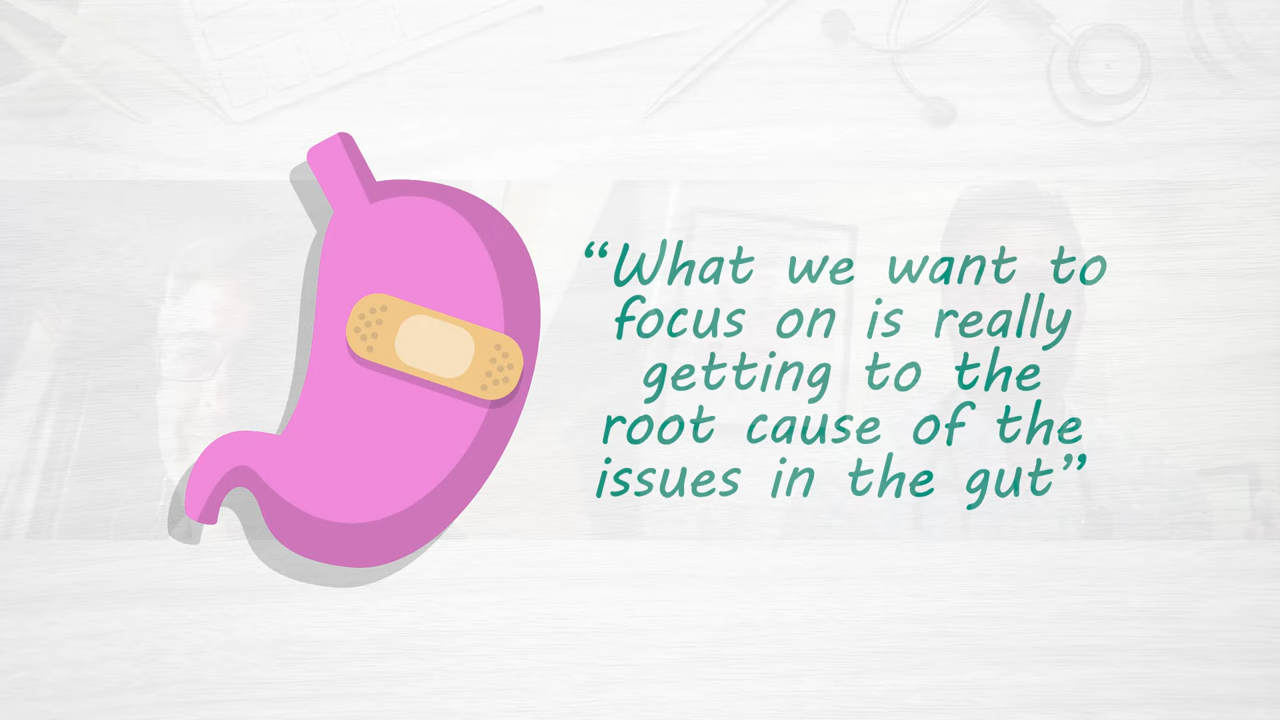 “What we want to
focus on is really
getting to the
root cause of the
issues in the gut”